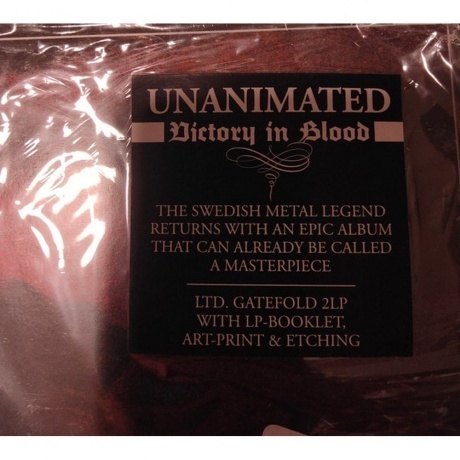 UNANIMATED
Victory in Blood
THE SWEDISH METAL LEGEND
RETURNS WITH AN EPIC ALBUM
THAT CAN ALREADY BE CALLED
A MASTERPIECE
LTD. GATEFOLD 2LP
WITH LP-BOOKLET,
ART-PRINT & ETCHING